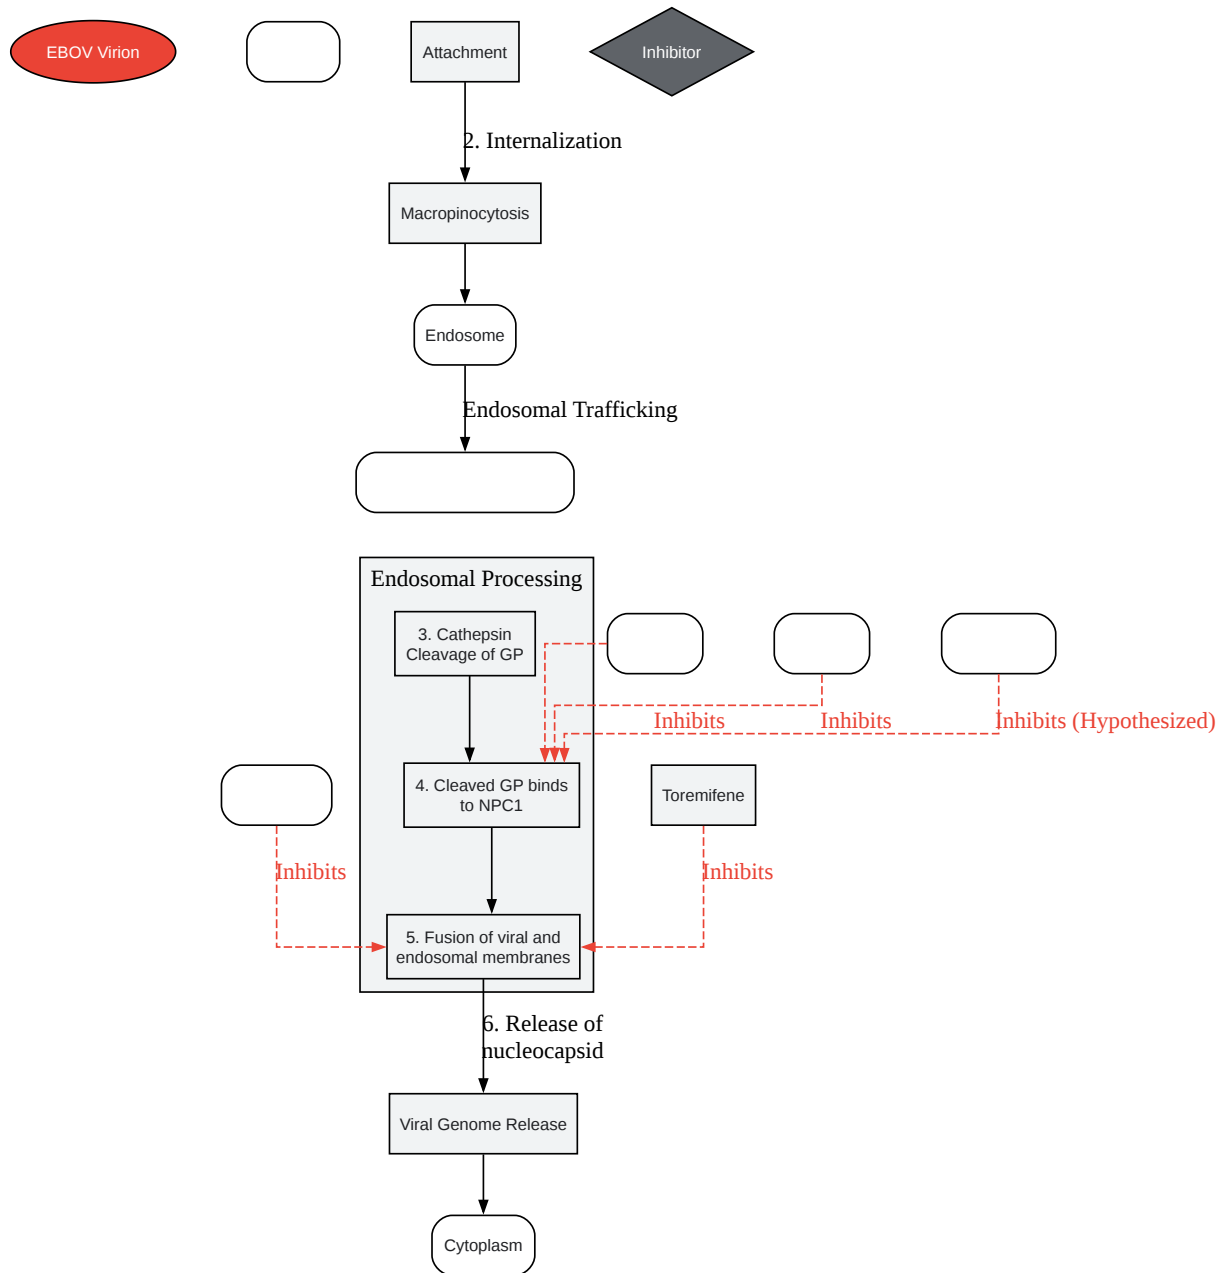 EBOV Virion
Attachment
Inhibitor
2. Internalization
Macropinocytosis
Endosome
Endosomal Trafficking
Endosomal Processing
3. Cathepsin
Cleavage of GP
Inhibits
Inhibits
Inhibits (Hypothesized)
4. Cleaved GP binds
to NPC1
Toremifene
Inhibits
Inhibits
5. Fusion of viral and
endosomal membranes
6. Release of
nucleocapsid
Viral Genome Release
Cytoplasm